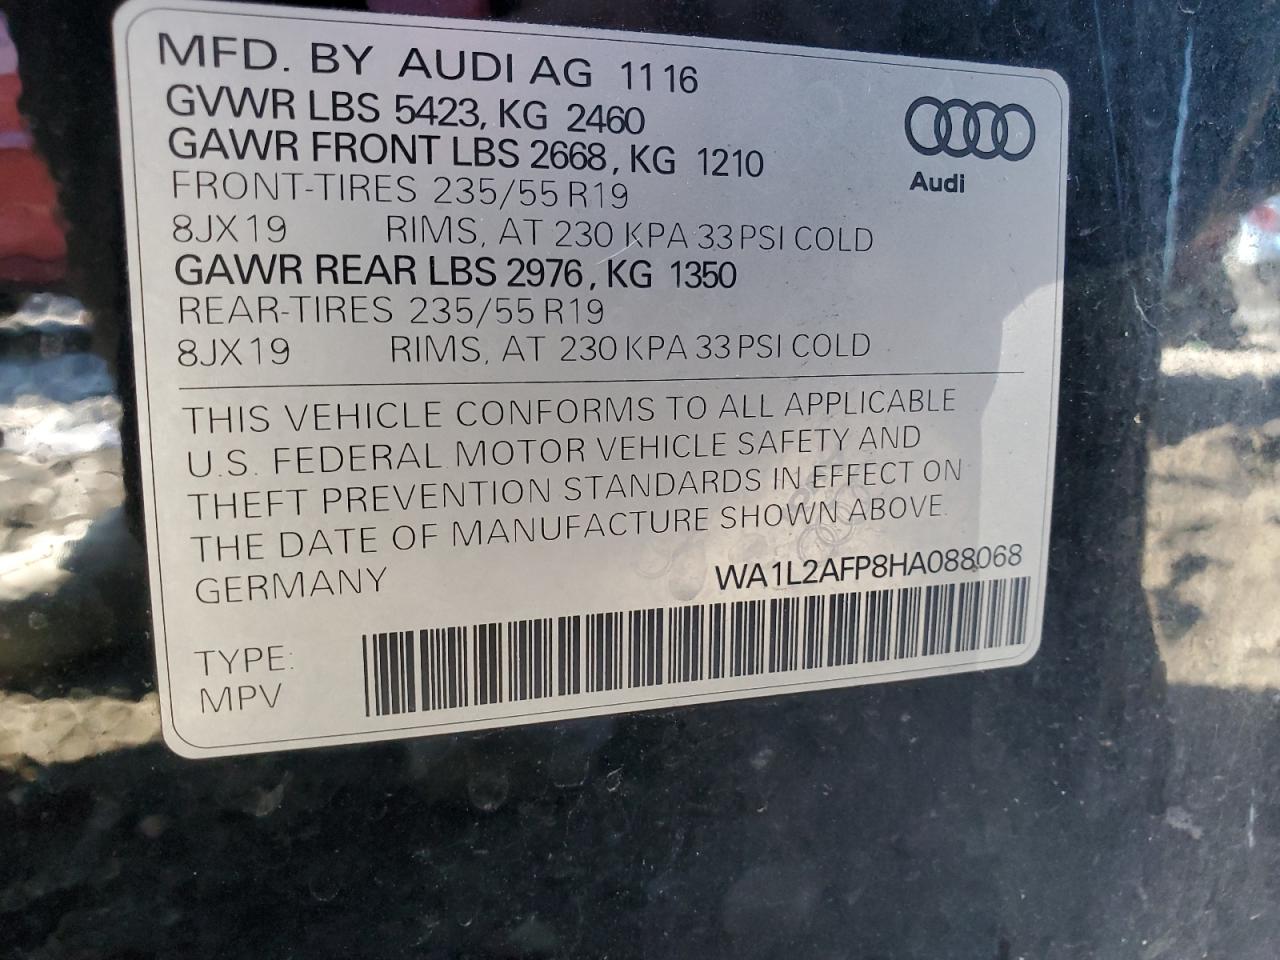 MFD. BY AUDI AG 11 16
GVWR LBS 5423, KG 2460
GAWR FRONT LBS 2668, KG 1210
FRONT-TIRES 235/55 R19
8JX19 RIMS, AT 230 KPA 33 PSI COLD
GAWR REAR LBS 2976, KG 1350
REAR-TIRES 235/55 R19
8JX19 RIMS, AT 230 KPA 33 PSI COLD
Audi
THIS VEHICLE CONFORMS TO ALL APPLICABLE
U.S. FEDERAL MOTOR VEHICLE SAFETY AND
THEFT PREVENTION STANDARDS IN EFFECT ON
THE DATE OF MANUFACTURE SHOWN ABOVE.
GERMANY WA1L2AFP8HA088068
TYPE:
MPV